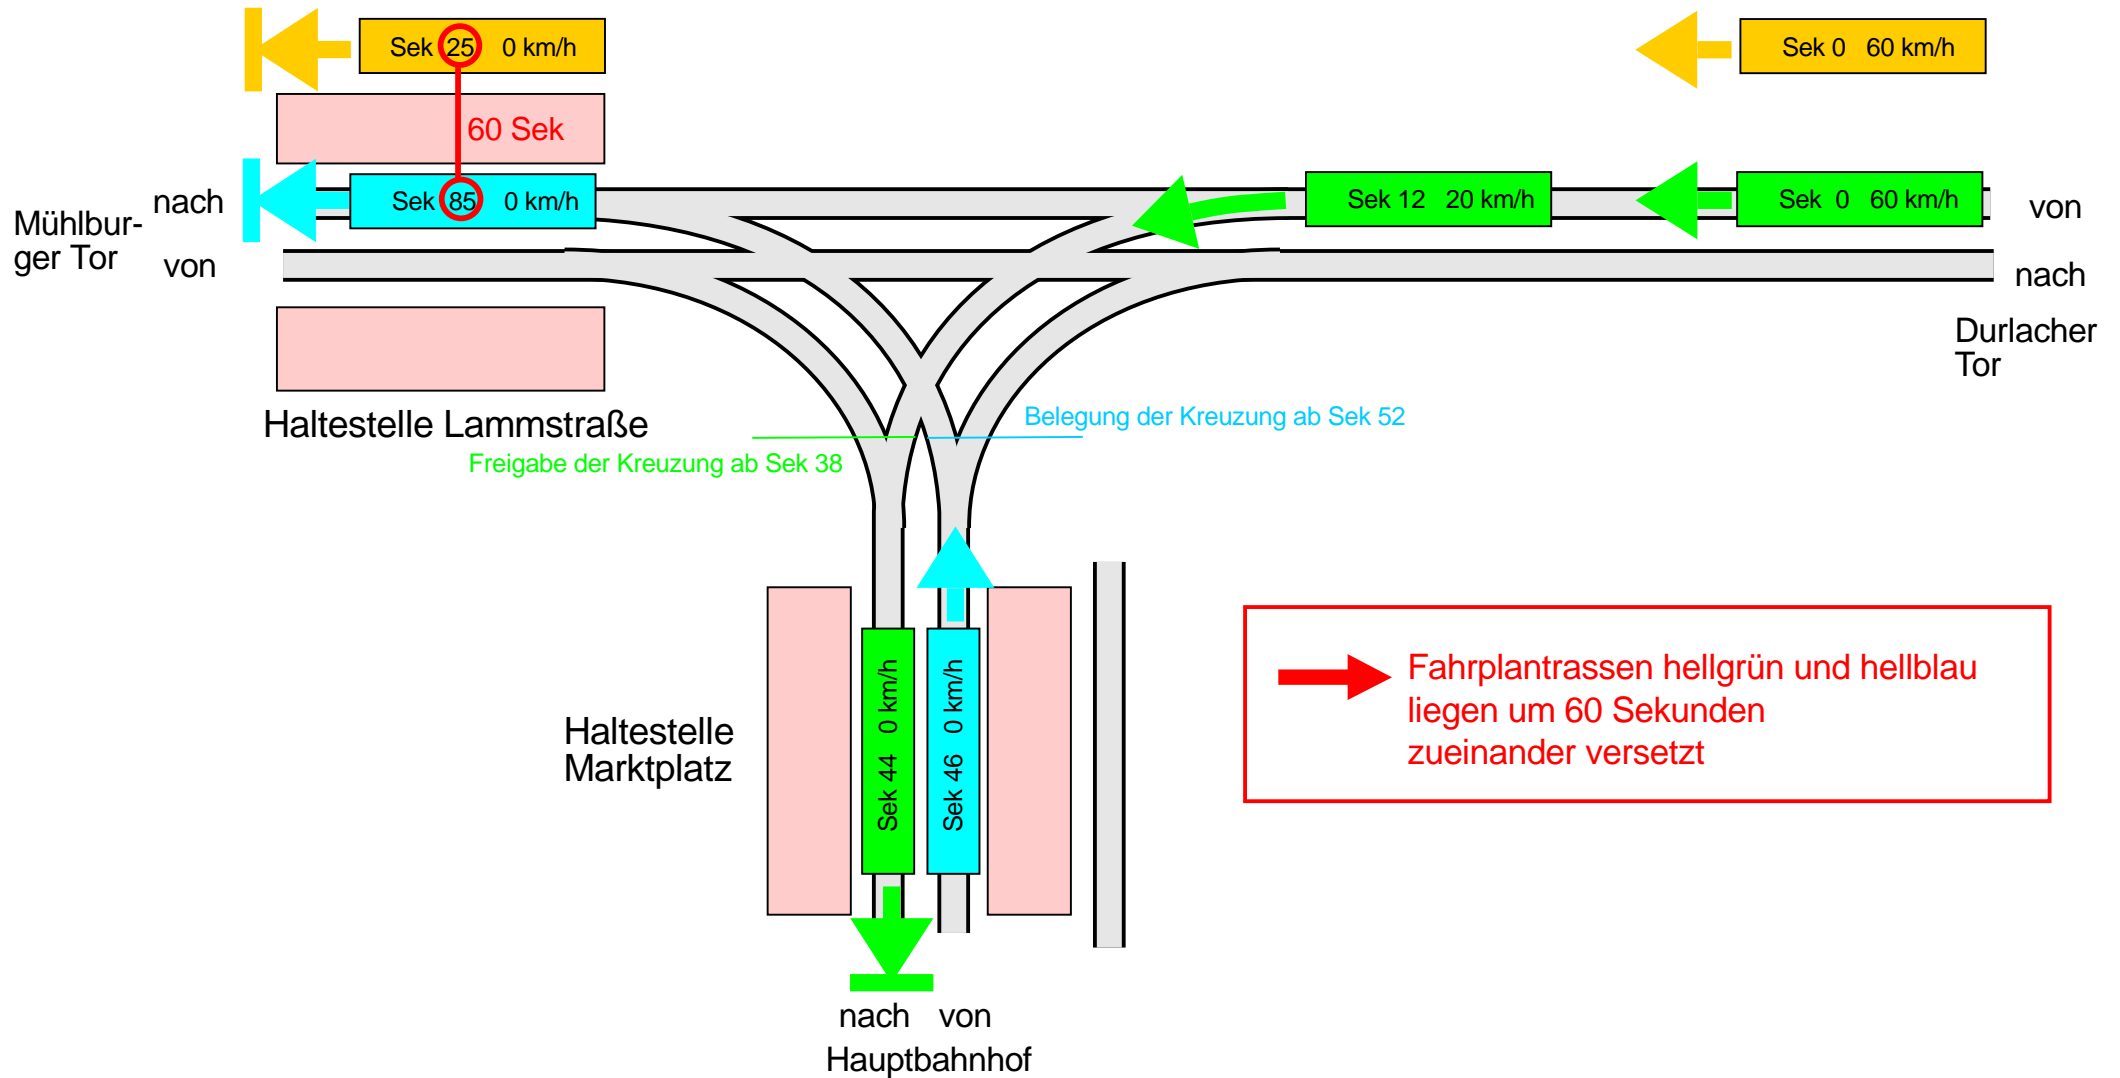 Sek 25 0 km/h
Sek 0 60 km/h
60 Sek
nach
Sek 85 0 km/h
Sek 12 20 km/h
Sek 0 60 km/h
von
Mühlbur-
ger Tor
von
nach
Durlacher
Tor
Haltestelle Lammstraße
Belegung der Kreuzung ab Sek 52
Freigabe der Kreuzung ab Sek 38
Sek 44 0 km/h
Sek 46 0 km/h
Haltestelle
Marktplatz
Fahrplantrassen hellgrün und hellblau
liegen um 60 Sekunden
zueinander versetzt
nach von
Hauptbahnhof